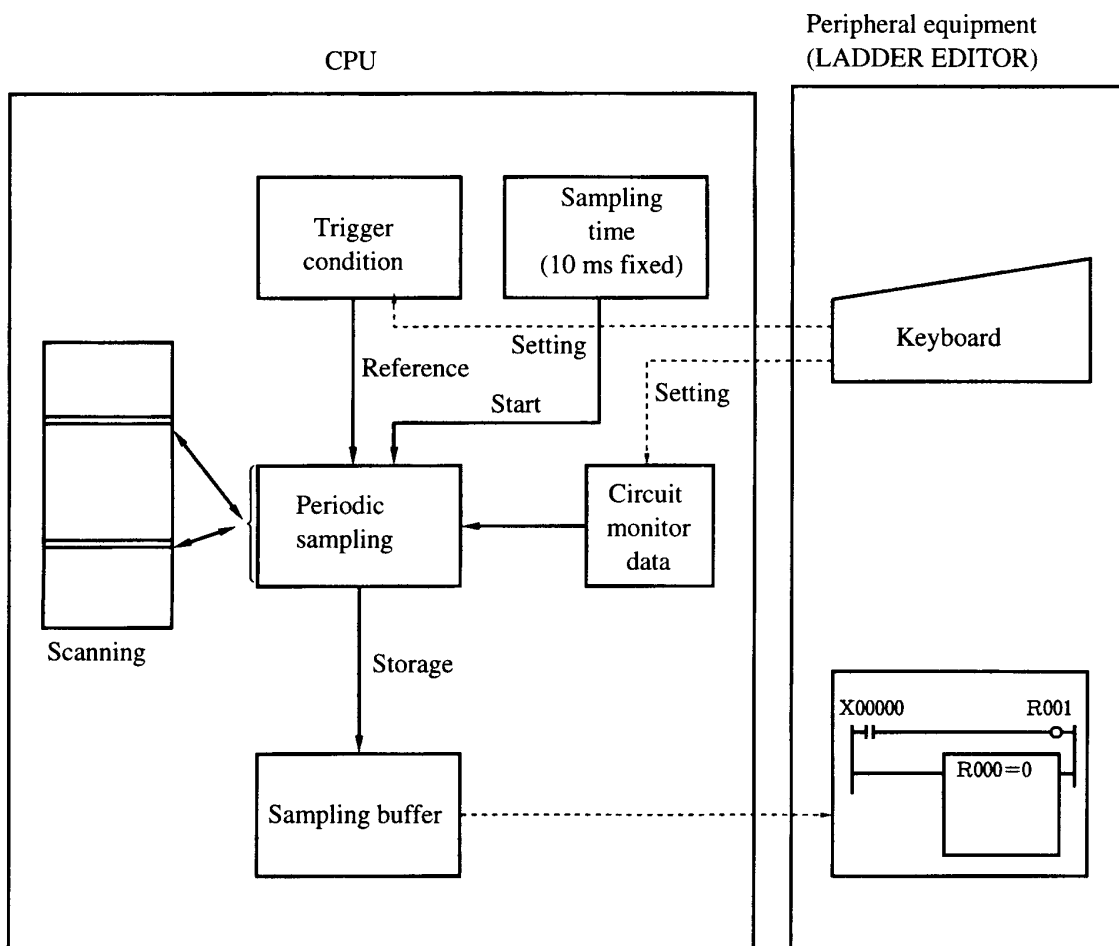 Peripheral equipment
(LADDER EDITOR)
CPU
Trigger
condition
Sampling
time
(10 ms fixed)
Keyboard
Setting
Reference
Setting
Start
Periodic
sampling
Circuit
monitor
data
Scanning
Storage
X00000 R001
R000=0
Sampling buffer